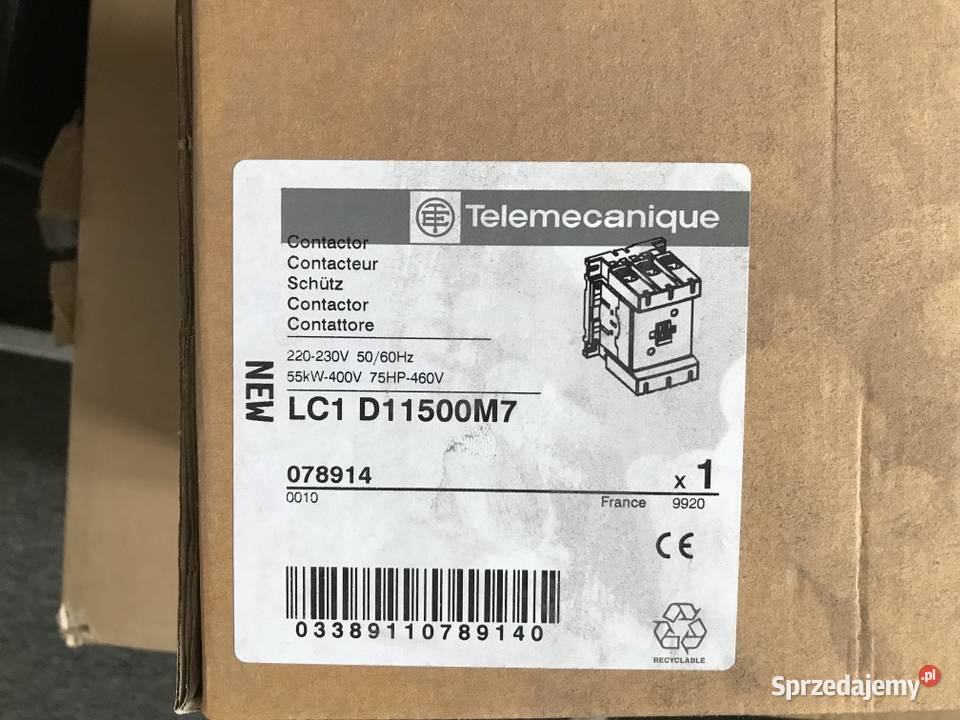 Telemecanique
Contactor
Contacteur
Schütz
Contactor
Contattore
220-230V 50/60Hz
55kW-400V 75HP-460V
NEW
LC1 D11500M7
078914
x 1
0010
France 9920
CE
03389110789140
RECYCLABLE
Sprzedajemy.pl